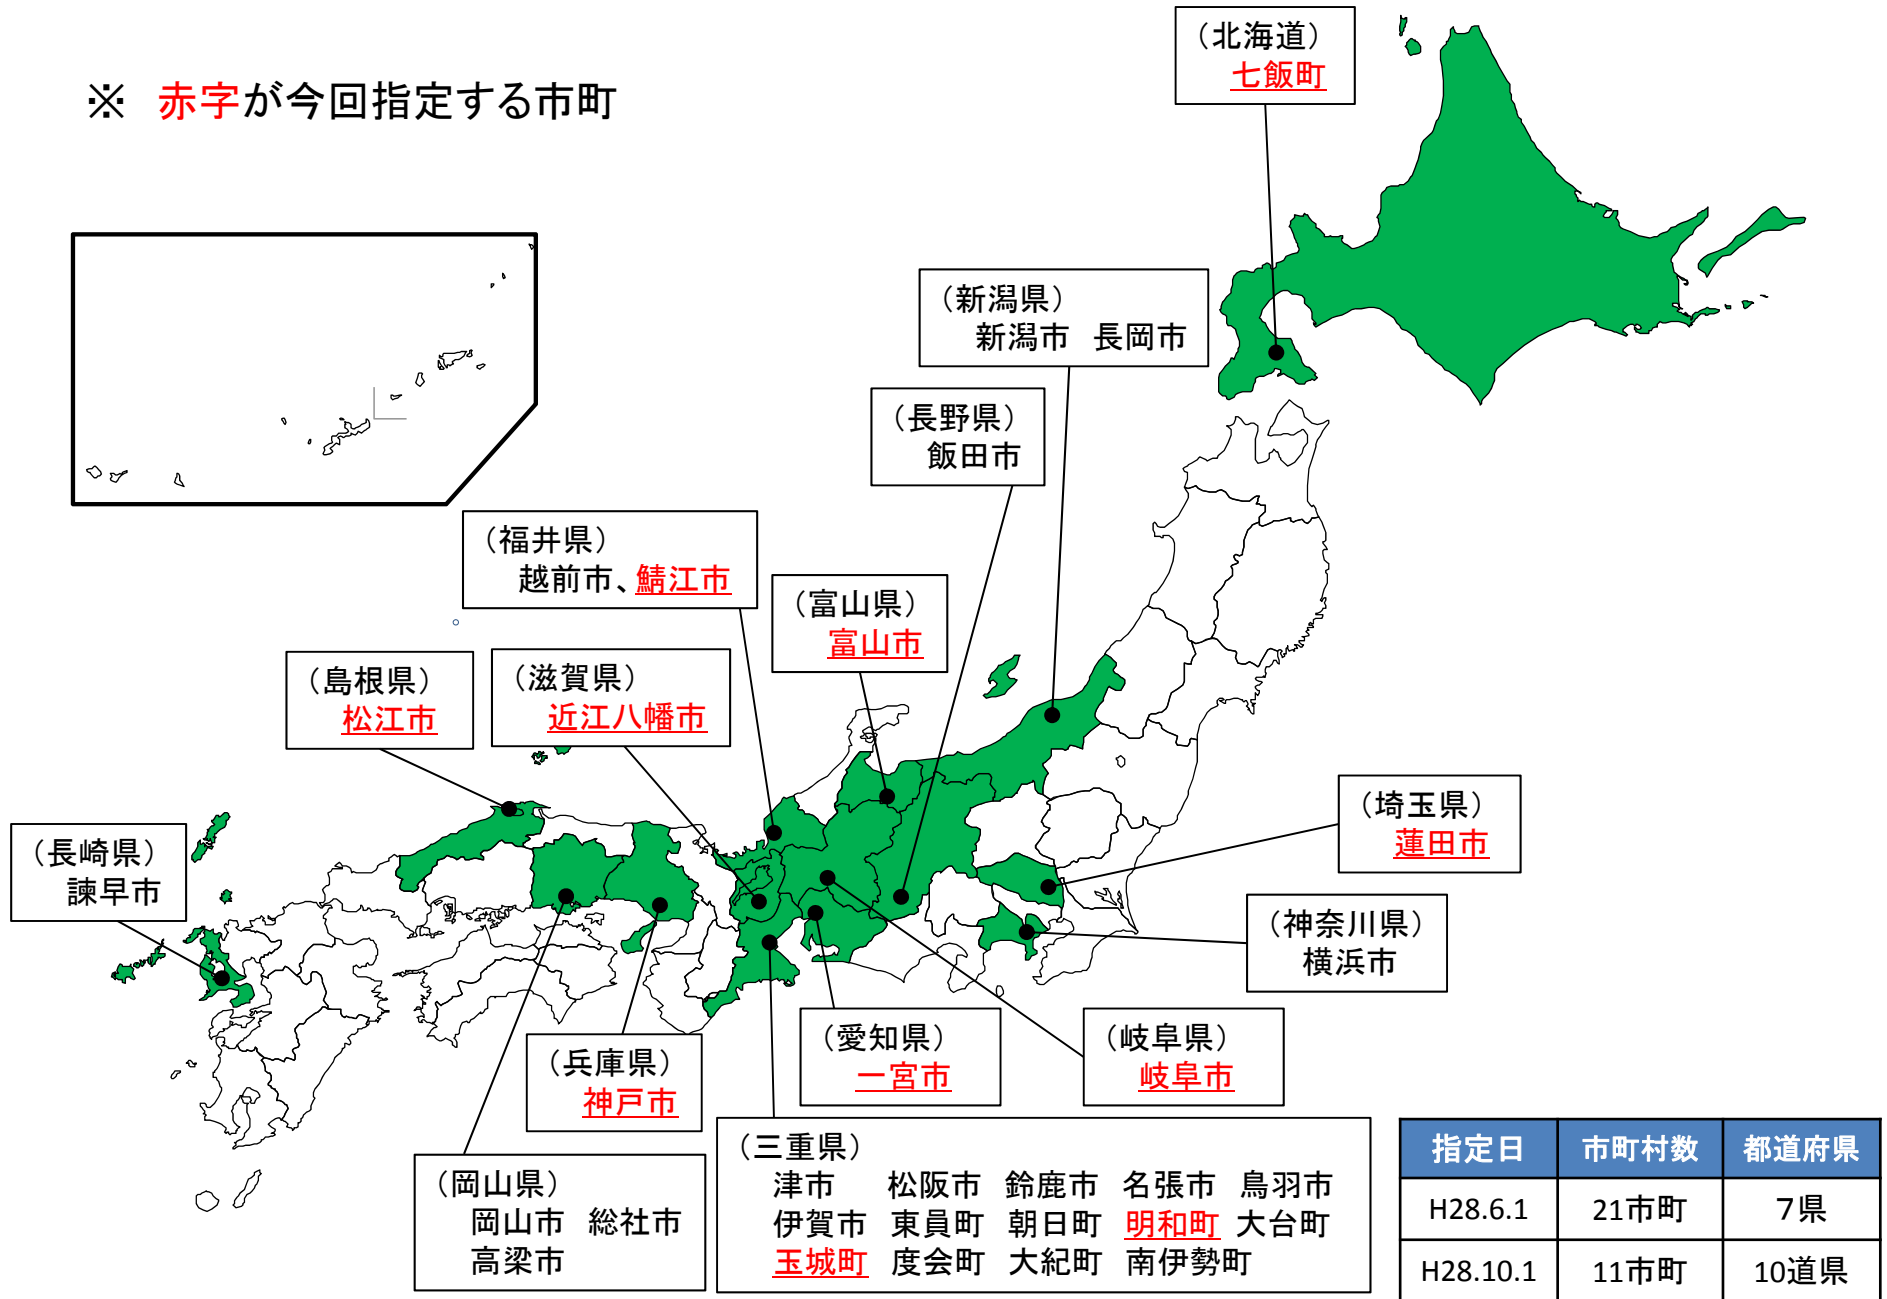 ※ 赤字が今回指定する市町
（北海道）
七飯町
（新潟県）
新潟市 長岡市
（長野県）
飯田市
（福井県）
越前市、鯖江市
（富山県）
富山市
（島根県）
松江市
（滋賀県）
近江八幡市
（埼玉県）
蓮田市
（長崎県）
諫早市
（神奈川県）
横浜市
（愛知県）
一宮市
（岐阜県）
岐阜市
（兵庫県）
神戸市
（岡山県）
岡山市 総社市
高梁市
（三重県）
津市 松阪市 鈴鹿市 名張市 鳥羽市
伊賀市 東員町 朝日町 明和町 大台町
玉城町 度会町 大紀町 南伊勢町
指定日 市町村数 都道府県
H28.6.1 21市町 7県
H28.10.1 11市町 10道県